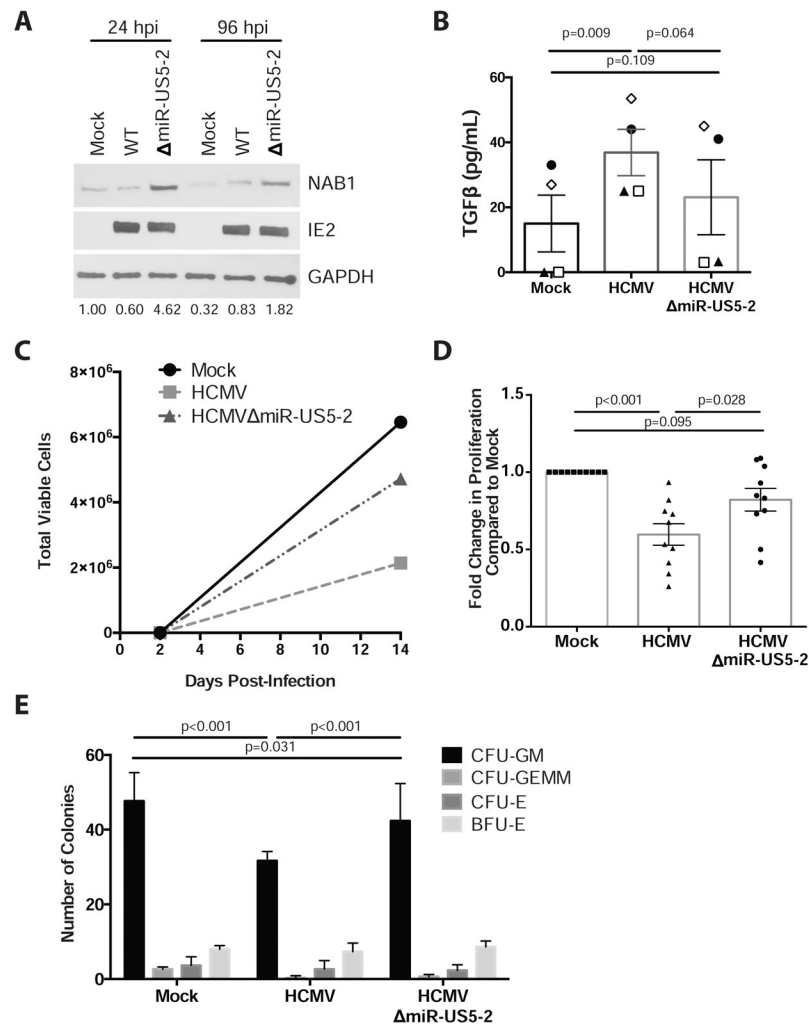 A
24 hpi
96 hpi
Mock
WT
ΔmiR-US5-2
Mock
WT
ΔmiR-US5-2
NAB1
IE2
GAPDH
1.00 0.60 4.62 0.32 0.83 1.82
B
p=0.009
p=0.064
p=0.109
TGFβ (pg/mL)
60
40
20
0
Mock
HCMV
HCMV
ΔmiR-US5-2
C
Mock
HCMV
HCMVΔmiR-US5-2
Total Viable Cells
8×10⁶
6×10⁶
4×10⁶
2×10⁶
0
0 2 4 6 8 10 12 14
Days Post-Infection
D
p<0.001
p=0.028
p=0.095
Fold Change in Proliferation
Compared to Mock
1.5
1.0
0.5
0.0
Mock
HCMV
HCMV
ΔmiR-US5-2
E
p<0.001
p<0.001
p=0.031
Number of Colonies
60
40
20
0
CFU-GM
CFU-GEMM
CFU-E
BFU-E
Mock
HCMV
HCMV
ΔmiR-US5-2